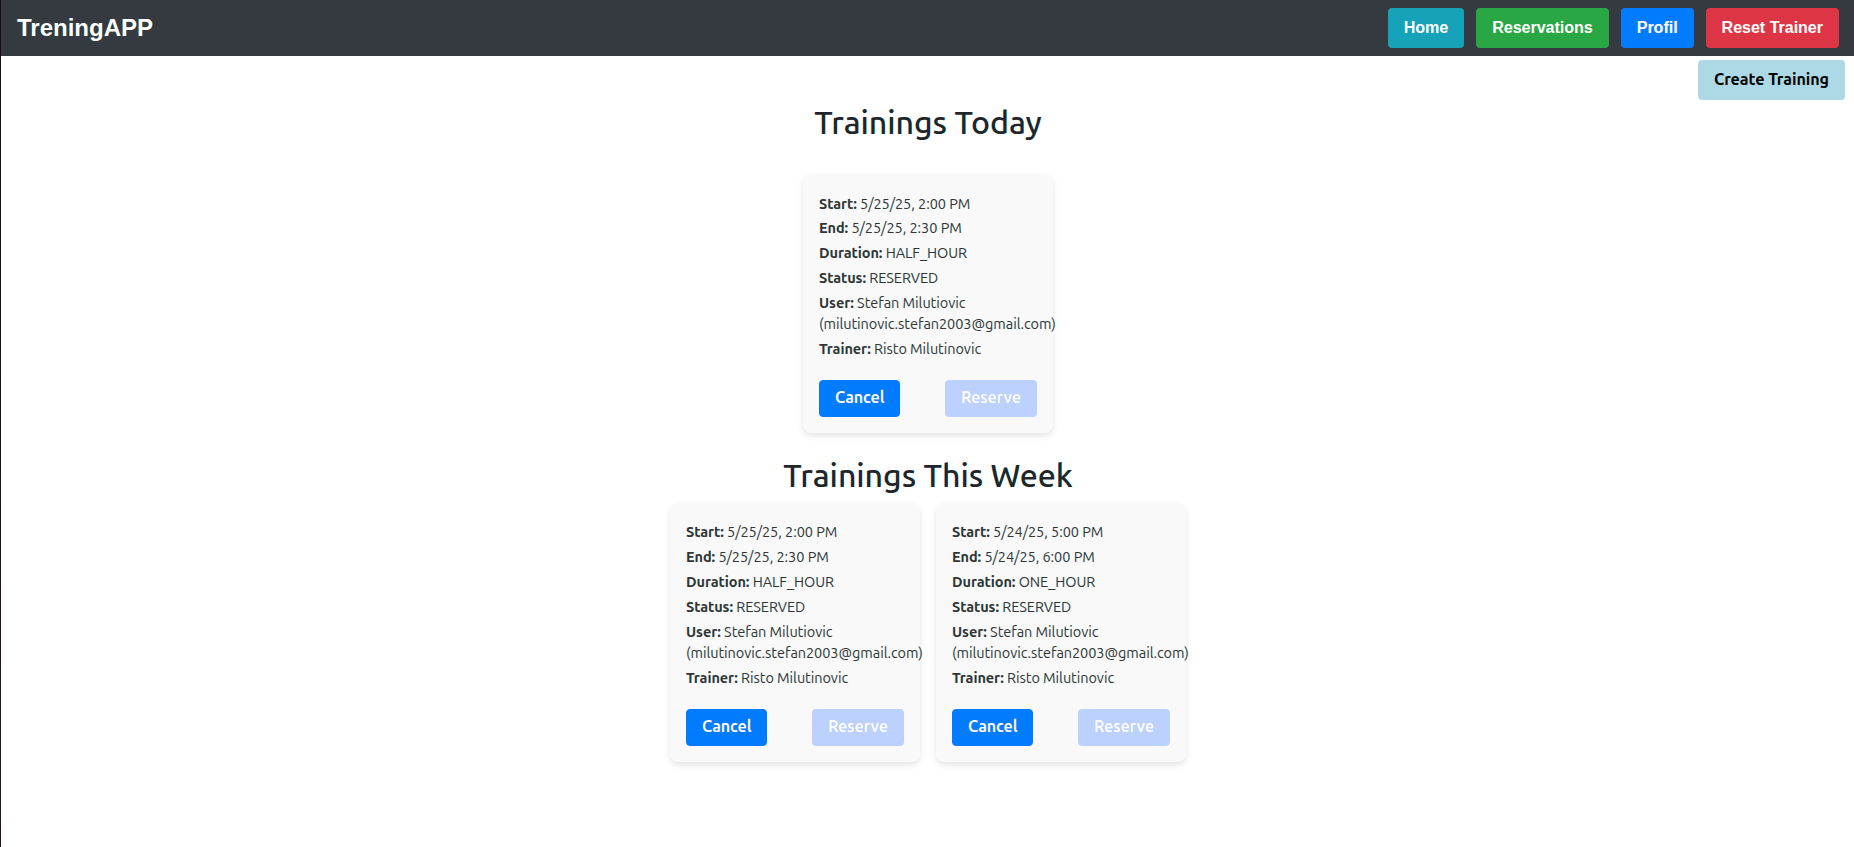 TreningAPP
Home Reservations Profil Reset Trainer
Create Training
Trainings Today
Start: 5/25/25, 2:00 PM
End: 5/25/25, 2:30 PM
Duration: HALF_HOUR
Status: RESERVED
User: Stefan Milutiovic
(milutinovic.stefan2003@gmail.com)
Trainer: Risto Milutinovic
Cancel Reserve
Trainings This Week
Start: 5/25/25, 2:00 PM
End: 5/25/25, 2:30 PM
Duration: HALF_HOUR
Status: RESERVED
User: Stefan Milutiovic
(milutinovic.stefan2003@gmail.com)
Trainer: Risto Milutinovic
Cancel Reserve
Start: 5/24/25, 5:00 PM
End: 5/24/25, 6:00 PM
Duration: ONE_HOUR
Status: RESERVED
User: Stefan Milutiovic
(milutinovic.stefan2003@gmail.com)
Trainer: Risto Milutinovic
Cancel Reserve